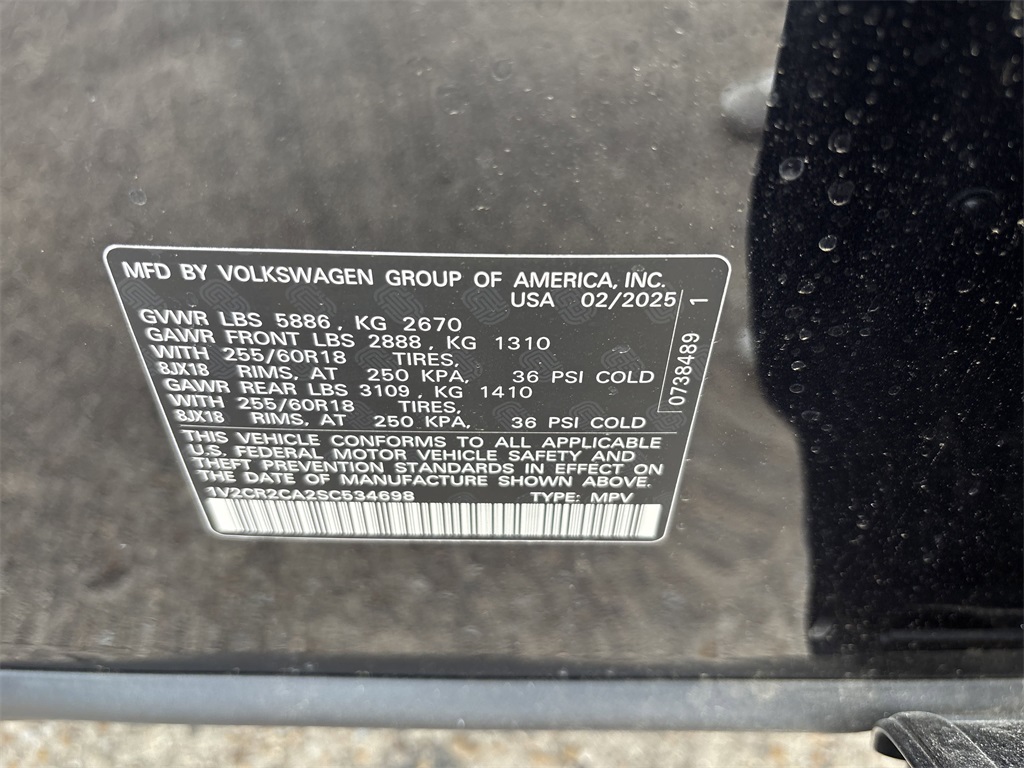 MFD BY VOLKSWAGEN GROUP OF AMERICA, INC.
USA 02/2025
GVWR LBS 5886, KG 2670
GAWR FRONT LBS 2888, KG 1310
WITH 255/60R18 TIRES,
8JX18 RIMS, AT 250 KPA, 36 PSI COLD
GAWR REAR LBS 3109, KG 1410
WITH 255/60R18 TIRES,
8JX18 RIMS, AT 250 KPA, 36 PSI COLD
0738489 1
THIS VEHICLE CONFORMS TO ALL APPLICABLE
U.S. FEDERAL MOTOR VEHICLE SAFETY AND
THEFT PREVENTION STANDARDS IN EFFECT ON
THE DATE OF MANUFACTURE SHOWN ABOVE.
1V2CR2CA2SC534698 TYPE: MPV